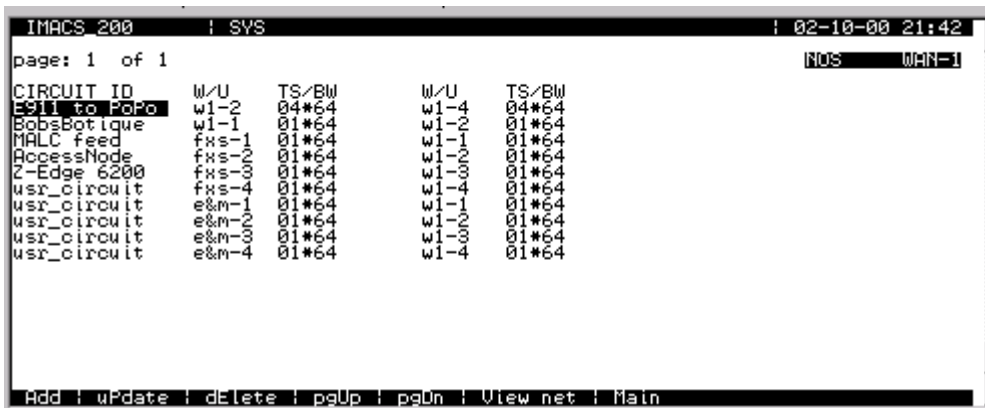 IMACS_200 ¦ SYS ¦ 02-10-00 21:42
page: 1 of 1 NOS WAN-1
CIRCUIT ID W/U TS/BW W/U TS/BW
E911 to PoPo w1-2 04*64 w1-4 04*64
BobsBotique w1-1 01*64 w1-2 01*64
MALC feed fxs-1 01*64 w1-1 01*64
AccessNode fxs-2 01*64 w1-2 01*64
Z-Edge 6200 fxs-3 01*64 w1-3 01*64
usr_circuit fxs-4 01*64 w1-4 01*64
usr_circuit e&m-1 01*64 w1-1 01*64
usr_circuit e&m-2 01*64 w1-2 01*64
usr_circuit e&m-3 01*64 w1-3 01*64
usr_circuit e&m-4 01*64 w1-4 01*64
Add ¦ uPdate ¦ dElete ¦ pgUp ¦ pgDn ¦ View net ¦ Main